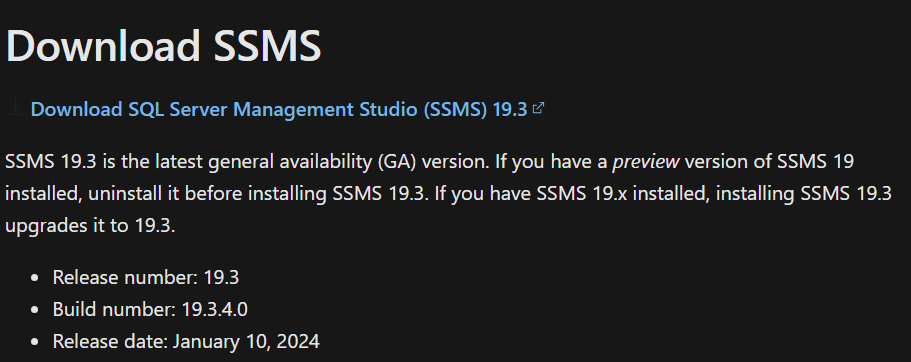 Download SSMS
Download SQL Server Management Studio (SSMS) 19.3
SSMS 19.3 is the latest general availability (GA) version. If you have a preview version of SSMS 19
installed, uninstall it before installing SSMS 19.3. If you have SSMS 19.x installed, installing SSMS 19.3
upgrades it to 19.3.
• Release number: 19.3
• Build number: 19.3.4.0
• Release date: January 10, 2024